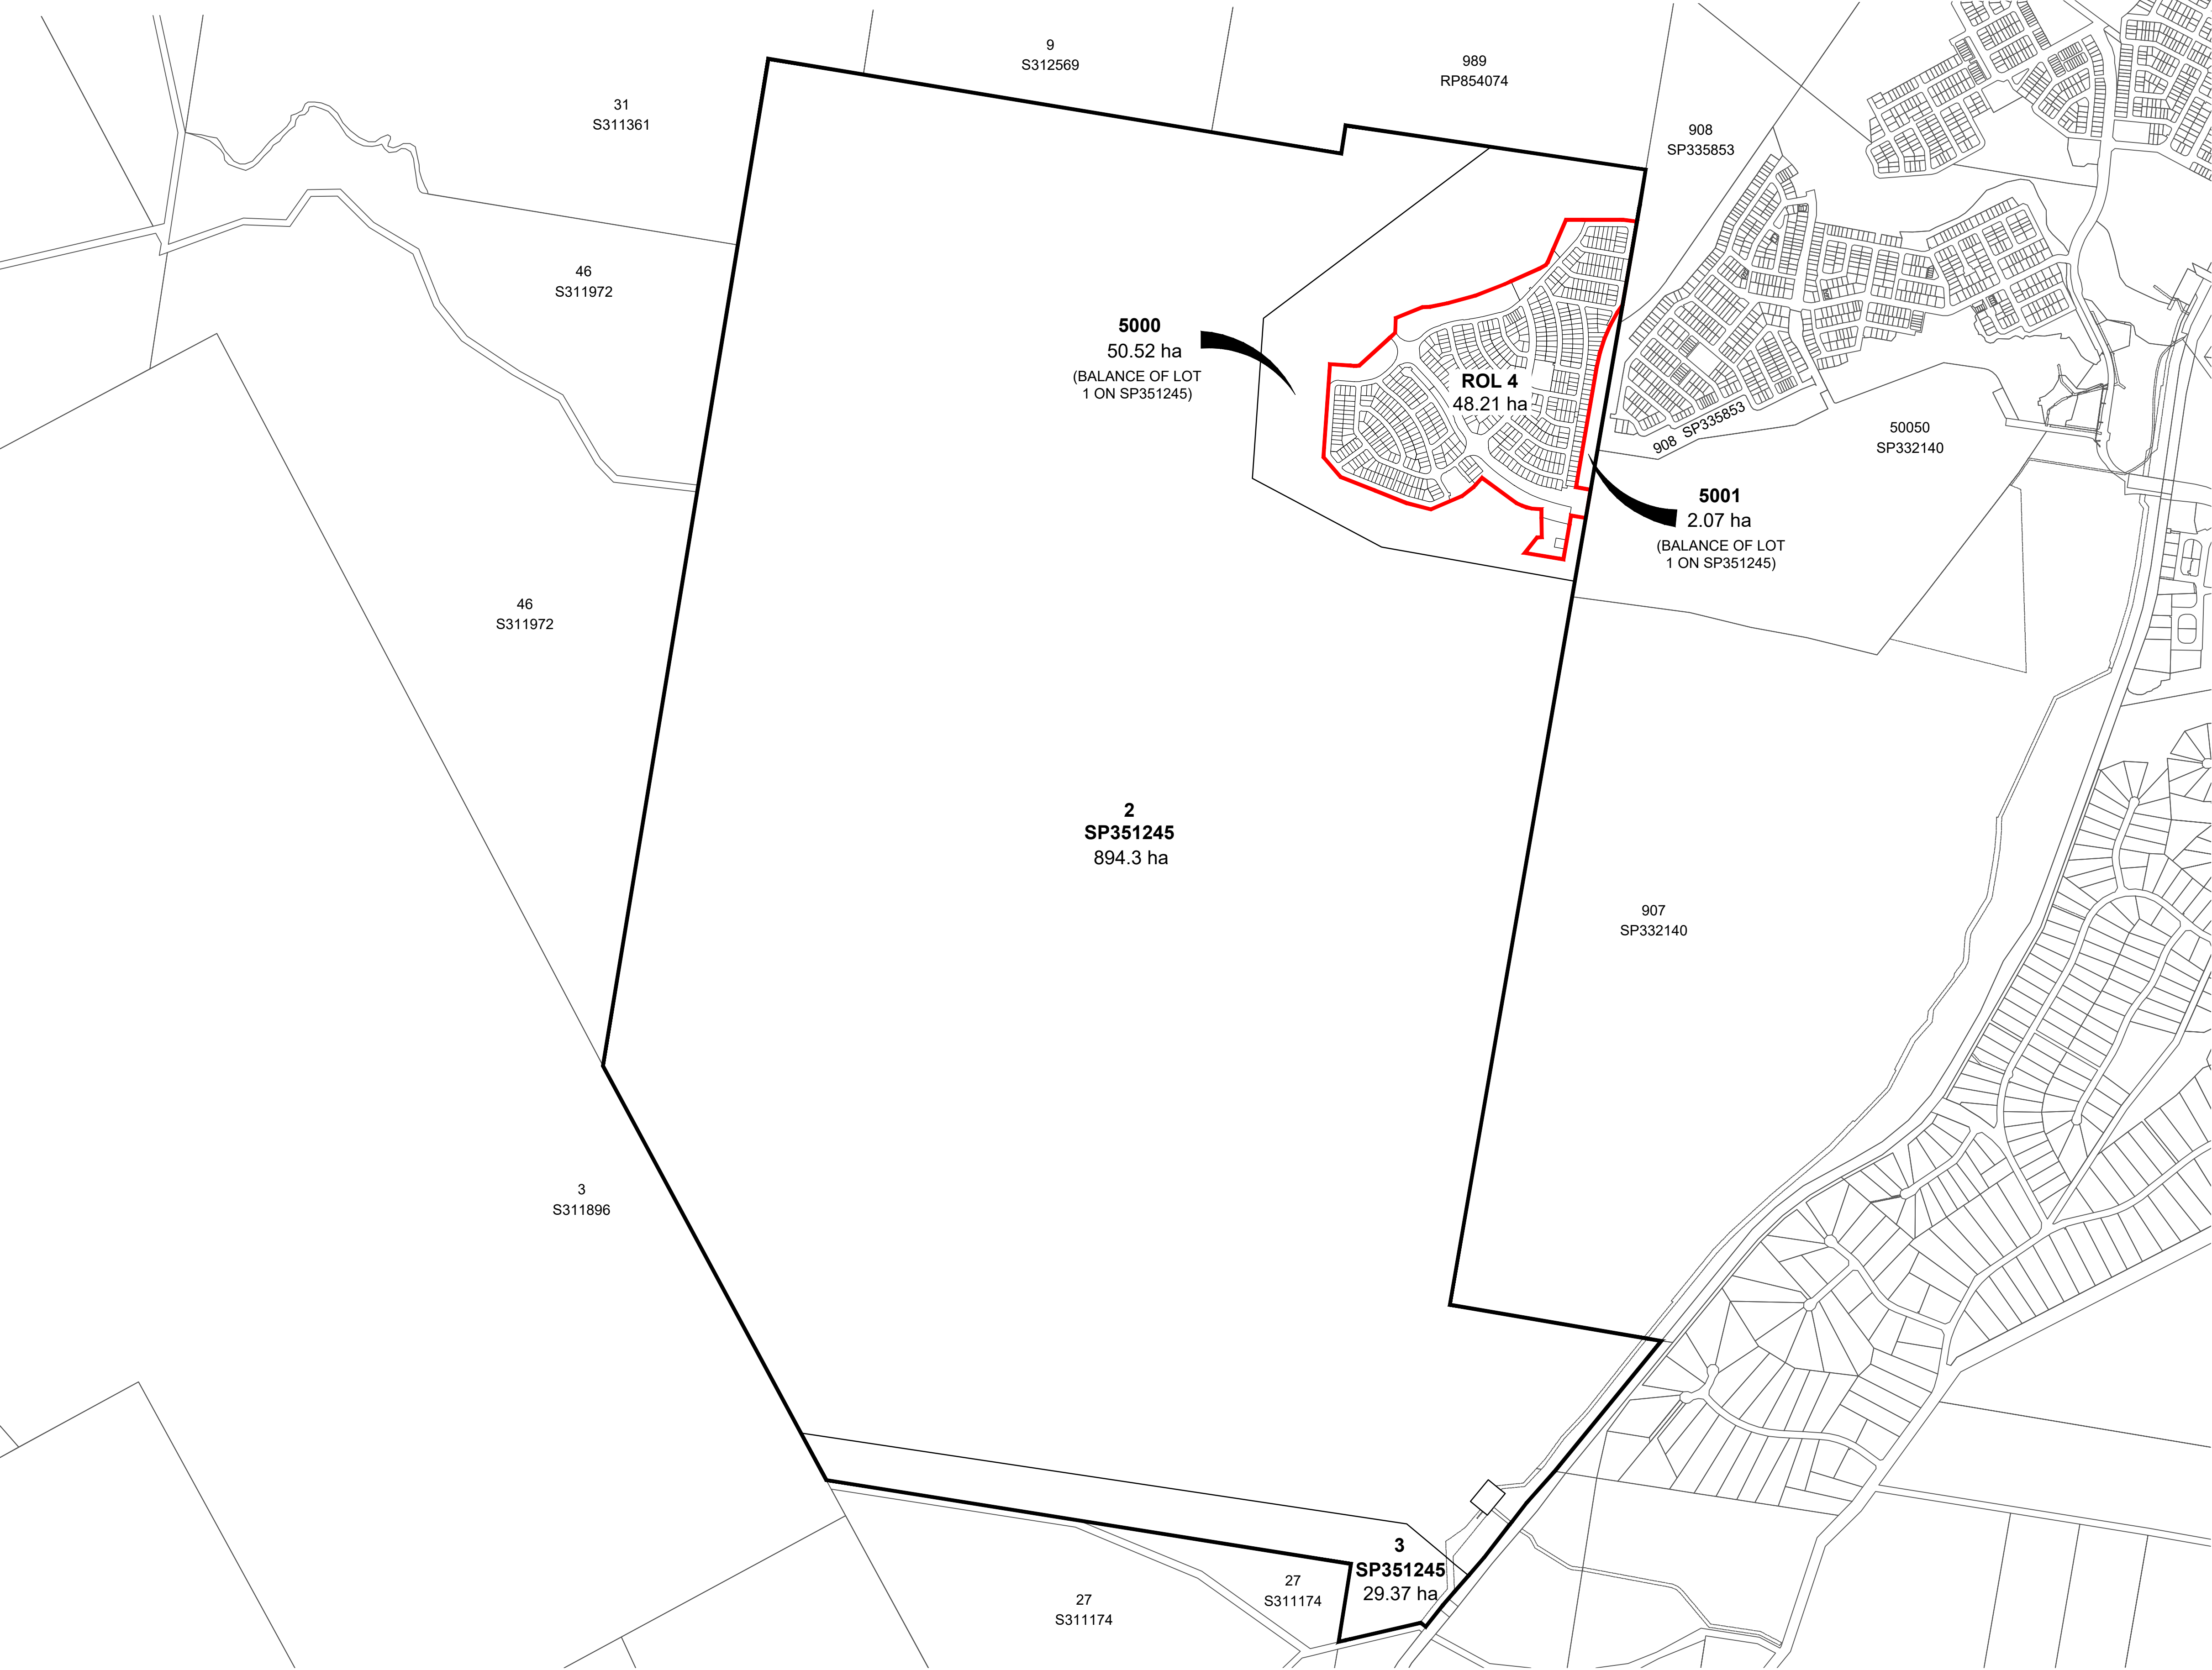 9
S312569
989
RP854074
31
S311361
908
SP335853
46
S311972
5000
50.52 ha
(BALANCE OF LOT
1 ON SP351245)
ROL 4
48.21 ha
908 SP335853
50050
SP332140
5001
2.07 ha
(BALANCE OF LOT
1 ON SP351245)
46
S311972
2
SP351245
894.3 ha
907
SP332140
3
S311896
3
SP351245
29.37 ha
27
S311174
27
S311174